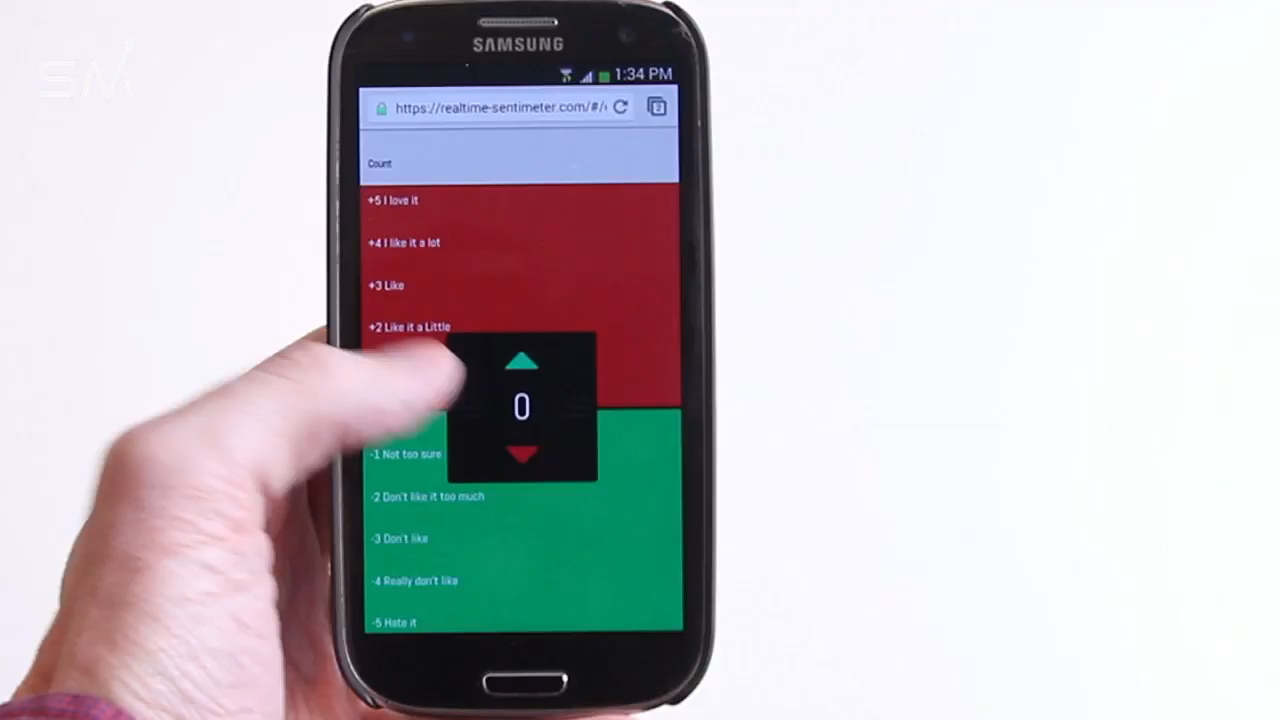 SM
SAMSUNG
1:34 PM
https://realtime-sentimeter.com/#/
2
Count
+5 I love it
+4 I like it a lot
+3 Like
+2 Like it a Little
0
-1 Not too sure
-2 Don't like it too much
-3 Don't like
-4 Really don't like
-5 Hate it